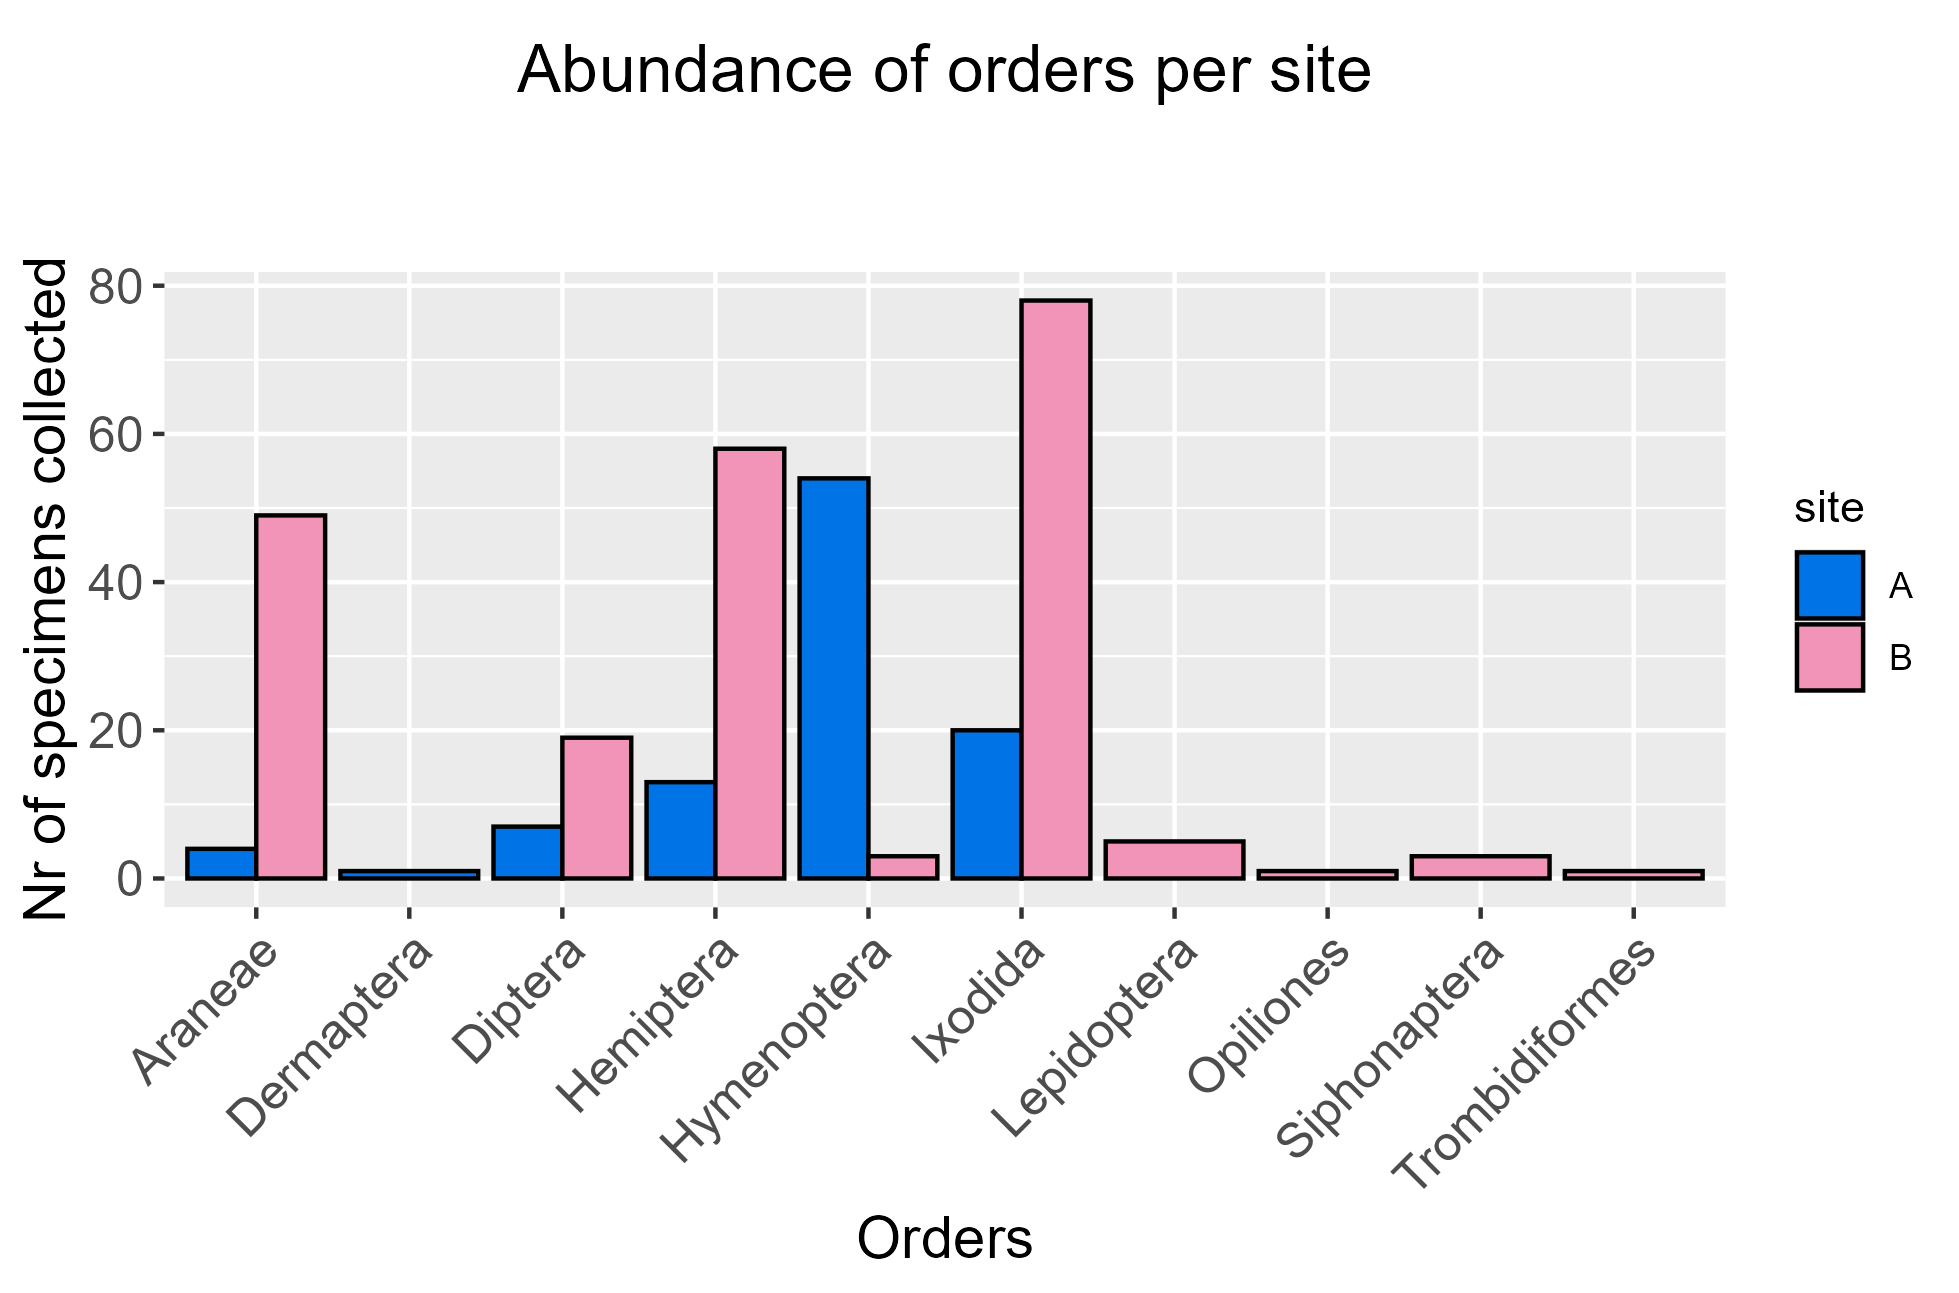 Abundance of orders per site
Nr of specimens collected
80
60
40
20
0
Araneae
Dermaptera
Diptera
Hemiptera
Hymenoptera
Ixodida
Lepidoptera
Opiliones
Siphonaptera
Trombidiformes
Orders
site
A
B